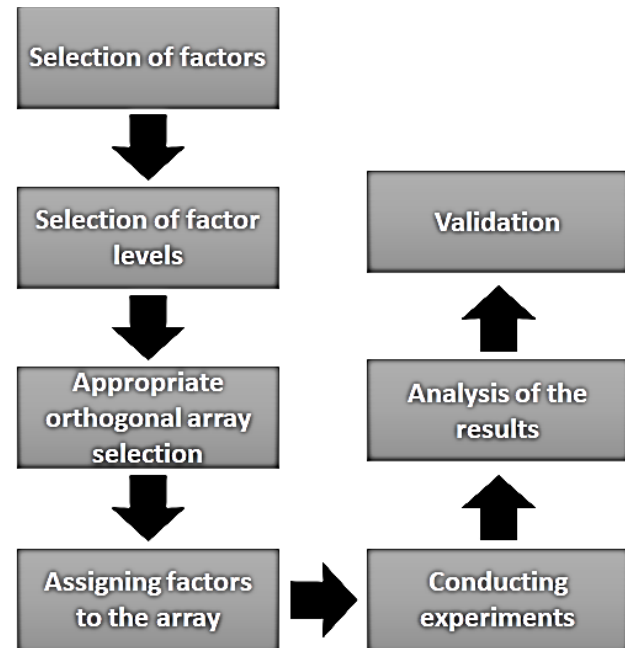 Selection of factors
Selection of factor
levels
Appropriate
orthogonal array
selection
Assigning factors
to the array
Conducting
experiments
Analysis of the
results
Validation